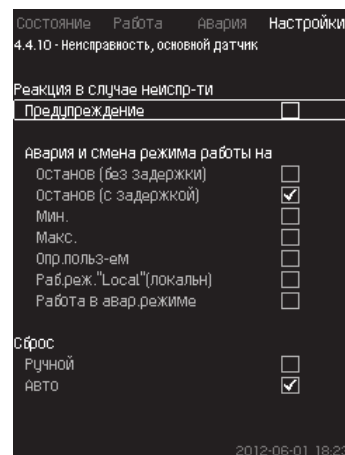 Состояние Работа Авария Настройки
4.4.10 - Неисправность, основной датчик
Реакция в случае неиспр-ти
Предупреждение
Авария и смена режима работы на
Останов (без задержки)
Останов (с задержкой)
Мин.
Макс.
Опр.польз-ем
Раб.реж."Local"(локальн)
Работа в авар.режиме
Сброс
Ручной
Авто
2012-06-01 18:22